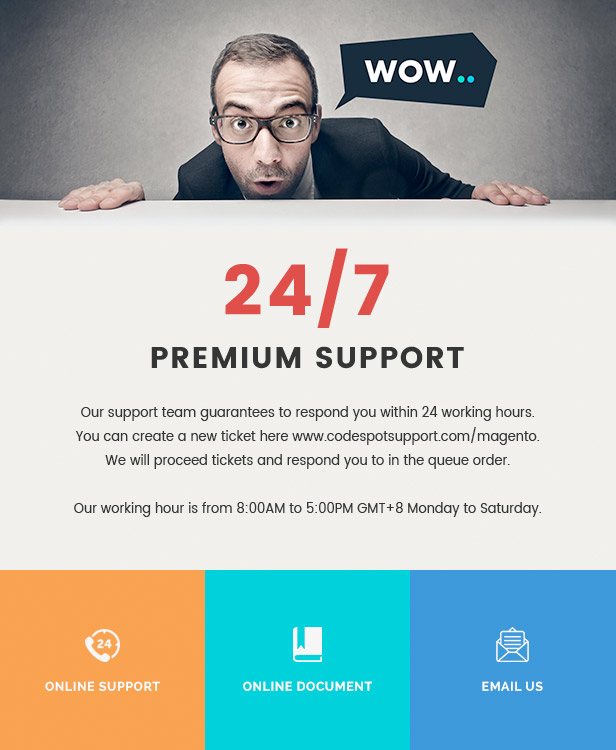 WOW..
24/7
PREMIUM SUPPORT
Our support team guarantees to respond you within 24 working hours.
You can create a new ticket here www.codespotsupport.com/magento.
We will proceed tickets and respond you to in the queue order.
Our working hour is from 8:00AM to 5:00PM GMT+8 Monday to Saturday.
24
ONLINE SUPPORT
ONLINE DOCUMENT
EMAIL US